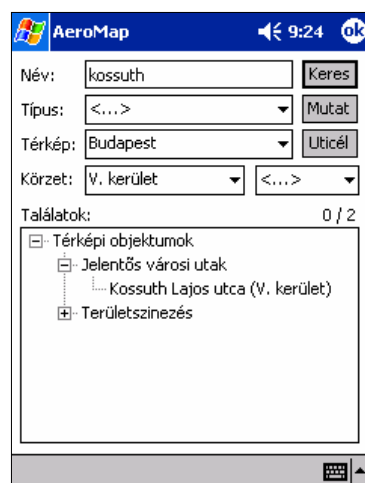 AeroMap 9:24 ok
Név: kossuth Keres
Típus: <...> Mutat
Térkép: Budapest Uticél
Körzet: V. kerület <...>
Találatok: 0 / 2
Térképi objektumok
Jelentős városi utak
Kossuth Lajos utca (V. kerület)
Területszinezés